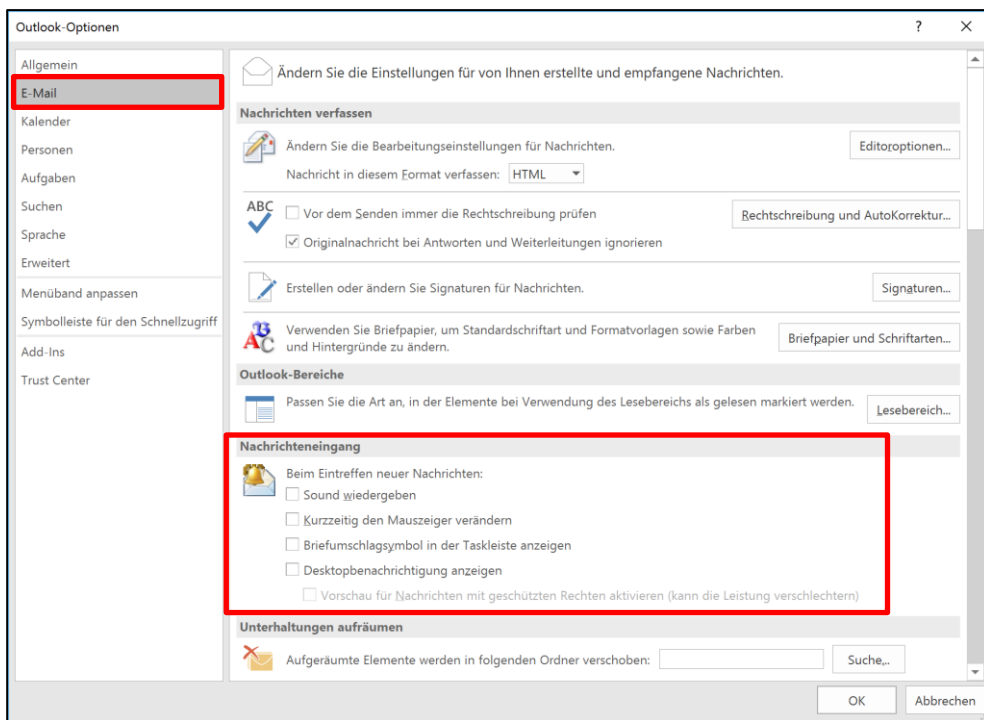 Outlook-Optionen
?
Allgemein
E-Mail
Kalender
Personen
Aufgaben
Suchen
Sprache
Erweitert
Menüband anpassen
Symbolleiste für den Schnellzugriff
Add-Ins
Trust Center
Ändern Sie die Einstellungen für von Ihnen erstellte und empfangene Nachrichten.
Nachrichten verfassen
Ändern Sie die Bearbeitungseinstellungen für Nachrichten.
Editoroptionen...
Nachricht in diesem Format verfassen: HTML
ABC
Vor dem Senden immer die Rechtschreibung prüfen
Rechtschreibung und AutoKorrektur...
Originalnachricht bei Antworten und Weiterleitungen ignorieren
Erstellen oder ändern Sie Signaturen für Nachrichten.
Signaturen...
Verwenden Sie Briefpapier, um Standardschriftart und Formatvorlagen sowie Farben
und Hintergründe zu ändern.
Briefpapier und Schriftarten...
Outlook-Bereiche
Passen Sie die Art an, in der Elemente bei Verwendung des Lesebereichs als gelesen markiert werden.
Lesebereich...
Nachrichteneingang
Beim Eintreffen neuer Nachrichten:
Sound wiedergeben
Kurzzeitig den Mauszeiger verändern
Briefumschlagsymbol in der Taskleiste anzeigen
Desktopbenachrichtigung anzeigen
Vorschau für Nachrichten mit geschützten Rechten aktivieren (kann die Leistung verschlechtern)
Unterhaltungen aufräumen
Aufgeräumte Elemente werden in folgenden Ordner verschoben:
Suche,..
OK
Abbrechen